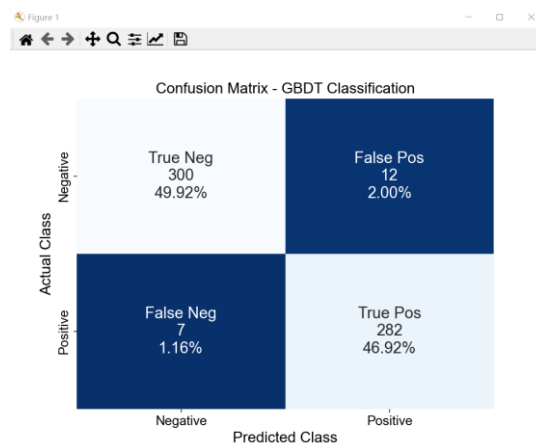 Figure 1
Confusion Matrix - GBDT Classification
Actual Class
Negative
Positive
True Neg
300
49.92%
False Pos
12
2.00%
False Neg
7
1.16%
True Pos
282
46.92%
Negative
Positive
Predicted Class